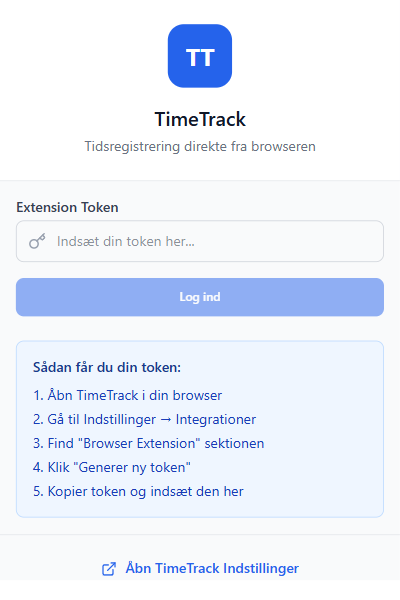 TT
TimeTrack
Tidsregistrering direkte fra browseren
Extension Token
Indsæt din token her...
Log ind
Sådan får du din token:
1. Åbn TimeTrack i din browser
2. Gå til Indstillinger → Integrationer
3. Find "Browser Extension" sektionen
4. Klik "Generer ny token"
5. Kopier token og indsæt den her
Åbn TimeTrack Indstillinger